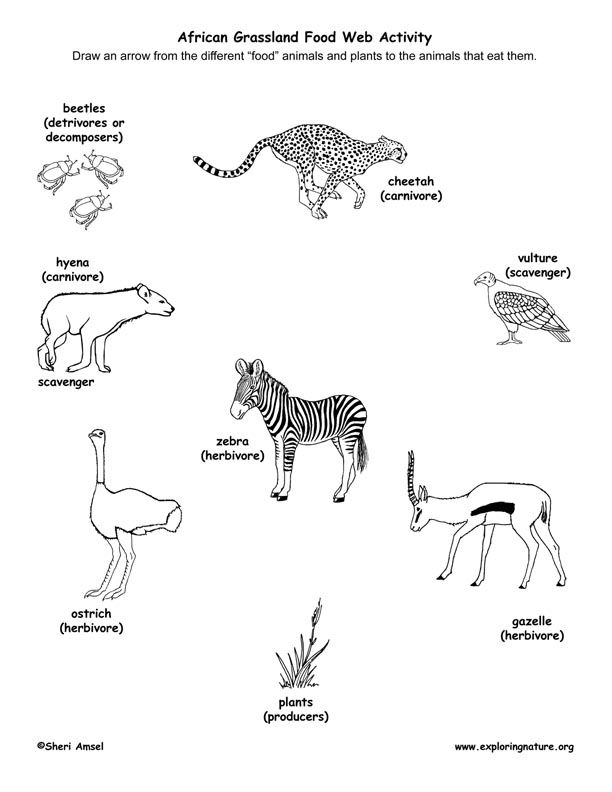 African Grassland Food Web Activity
Draw an arrow from the different “food” animals and plants to the animals that eat them.
beetles
(detrivores or
decomposers)
cheetah
(carnivore)
hyena
(carnivore)
scavenger
vulture
(scavenger)
zebra
(herbivore)
ostrich
(herbivore)
gazelle
(herbivore)
plants
(producers)
©Sheri Amsel
www.exploringnature.org